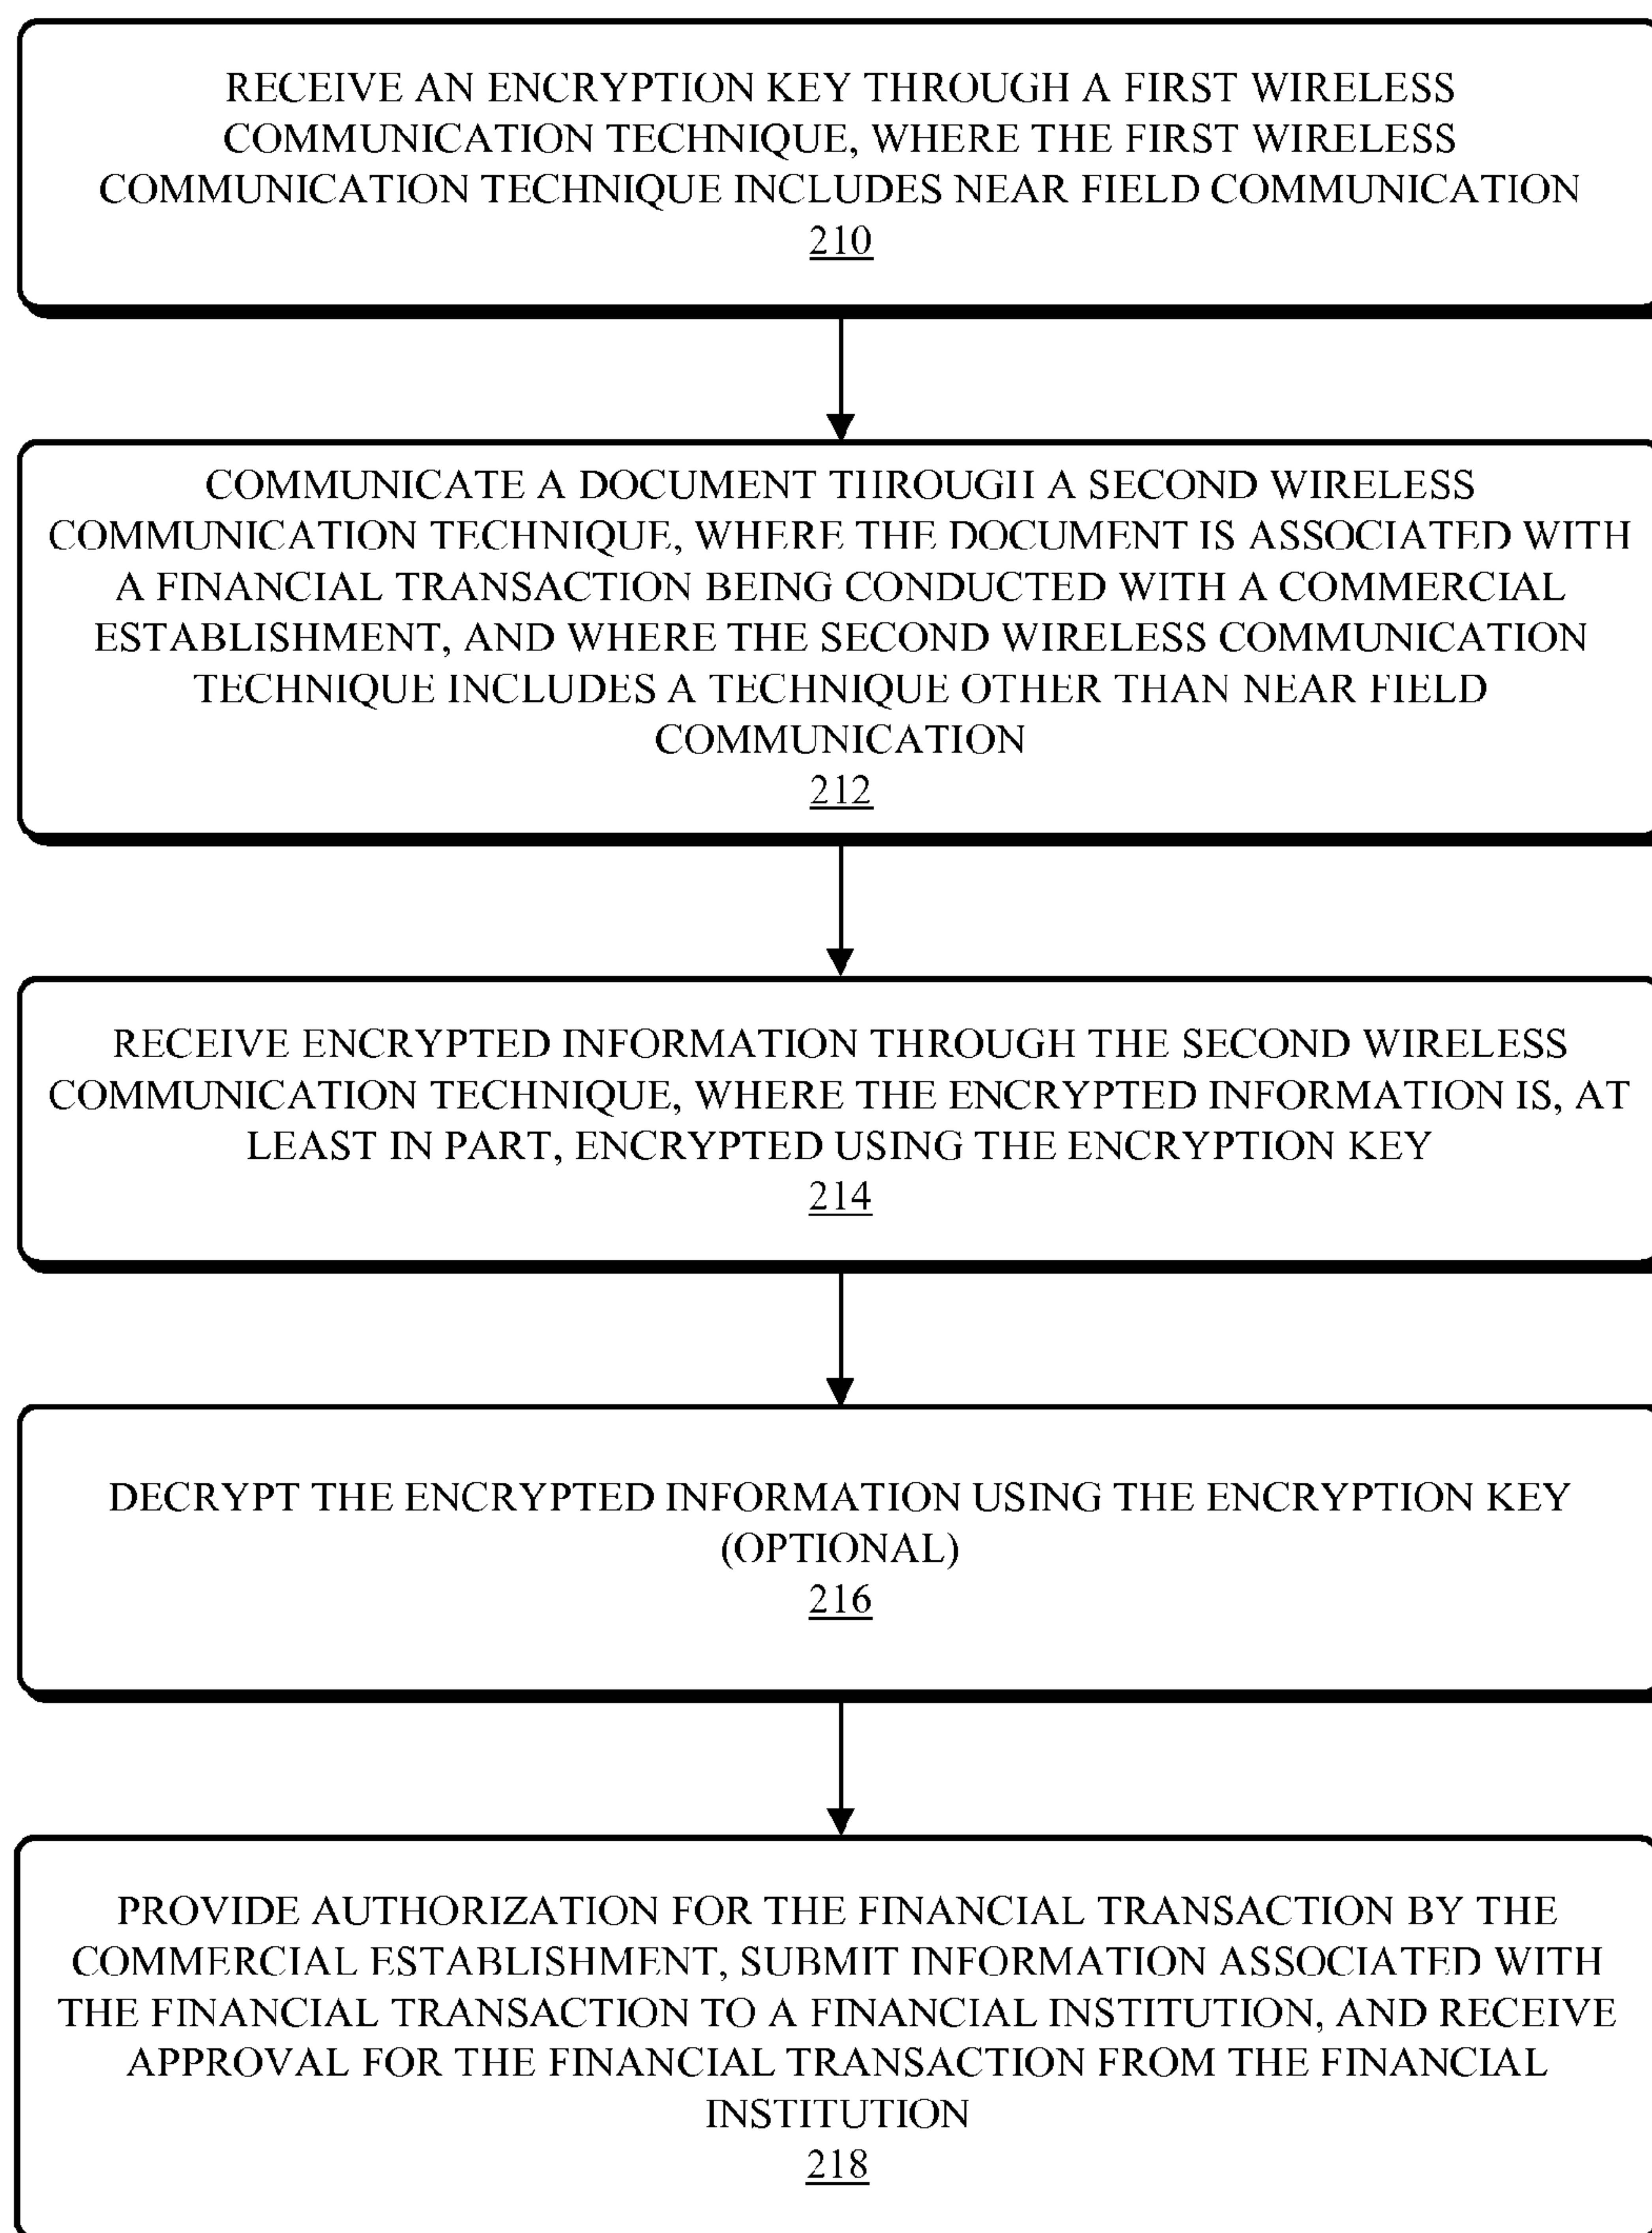 RECEIVE AN ENCRYPTION KEY THROUGH A FIRST WIRELESS
COMMUNICATION TECHNIQUE, WHERE THE FIRST WIRELESS
COMMUNICATION TECHNIQUE INCLUDES NEAR FIELD COMMUNICATION
210
COMMUNICATE A DOCUMENT THROUGH A SECOND WIRELESS
COMMUNICATION TECHNIQUE, WHERE THE DOCUMENT IS ASSOCIATED WITH
A FINANCIAL TRANSACTION BEING CONDUCTED WITH A COMMERCIAL
ESTABLISHMENT, AND WHERE THE SECOND WIRELESS COMMUNICATION
TECHNIQUE INCLUDES A TECHNIQUE OTHER THAN NEAR FIELD
COMMUNICATION
212
RECEIVE ENCRYPTED INFORMATION THROUGH THE SECOND WIRELESS
COMMUNICATION TECHNIQUE, WHERE THE ENCRYPTED INFORMATION IS, AT
LEAST IN PART, ENCRYPTED USING THE ENCRYPTION KEY
214
DECRYPT THE ENCRYPTED INFORMATION USING THE ENCRYPTION KEY
(OPTIONAL)
216
PROVIDE AUTHORIZATION FOR THE FINANCIAL TRANSACTION BY THE
COMMERCIAL ESTABLISHMENT, SUBMIT INFORMATION ASSOCIATED WITH
THE FINANCIAL TRANSACTION TO A FINANCIAL INSTITUTION, AND RECEIVE
APPROVAL FOR THE FINANCIAL TRANSACTION FROM THE FINANCIAL
INSTITUTION
218